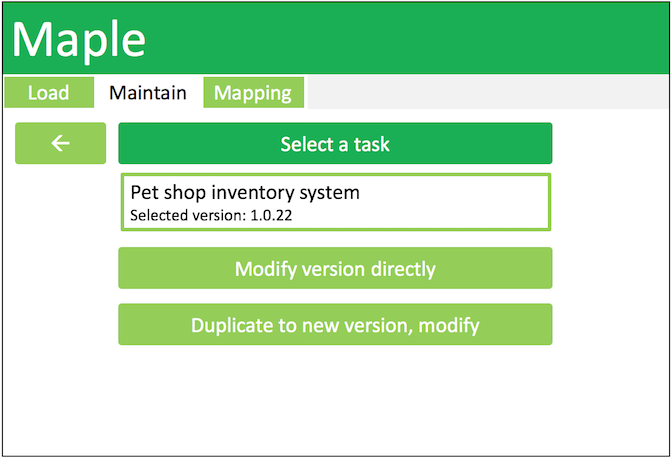 Maple
Load
Maintain
Mapping
←
Select a task
Pet shop inventory system
Selected version: 1.0.22
Modify version directly
Duplicate to new version, modify